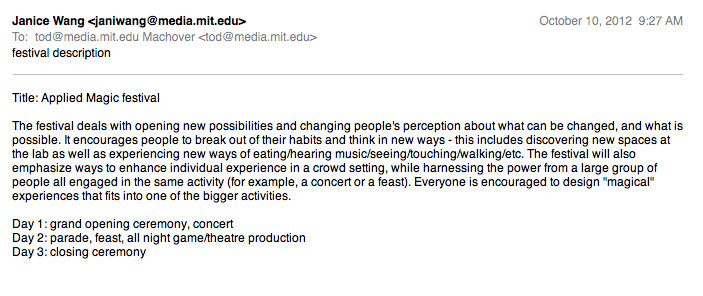 Janice Wang <janiwang@media.mit.edu> October 10, 2012 9:27 AM
To: tod@media.mit.edu Machover <tod@media.mit.edu>
festival description
Title: Applied Magic festival
The festival deals with opening new possibilities and changing people's perception about what can be changed, and what is
possible. It encourages people to break out of their habits and think in new ways - this includes discovering new spaces at
the lab as well as experiencing new ways of eating/hearing music/seeing/touching/walking/etc. The festival will also
emphasize ways to enhance individual experience in a crowd setting, while harnessing the power from a large group of
people all engaged in the same activity (for example, a concert or a feast). Everyone is encouraged to design "magical"
experiences that fits into one of the bigger activities.
Day 1: grand opening ceremony, concert
Day 2: parade, feast, all night game/theatre production
Day 3: closing ceremony